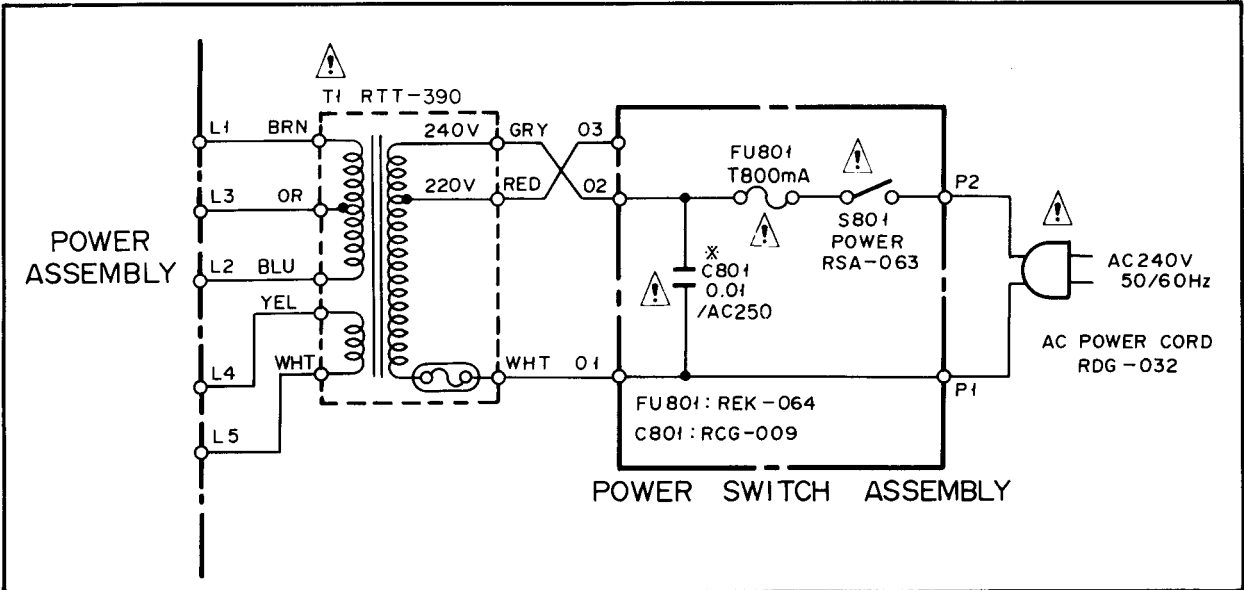 T1 RTT-390
L1 BRN
L3 OR
L2 BLU
YEL
L4
WHT
L5
POWER
ASSEMBLY
240V GRY 03
220V RED 02
WHT 01
FU801
T800mA
S801
POWER
RSA-063
※
C801
0.01
/AC250
FU801: REK-064
C801: RCG-009
POWER SWITCH ASSEMBLY
P2
P1
AC240V
50/60Hz
AC POWER CORD
RDG-032